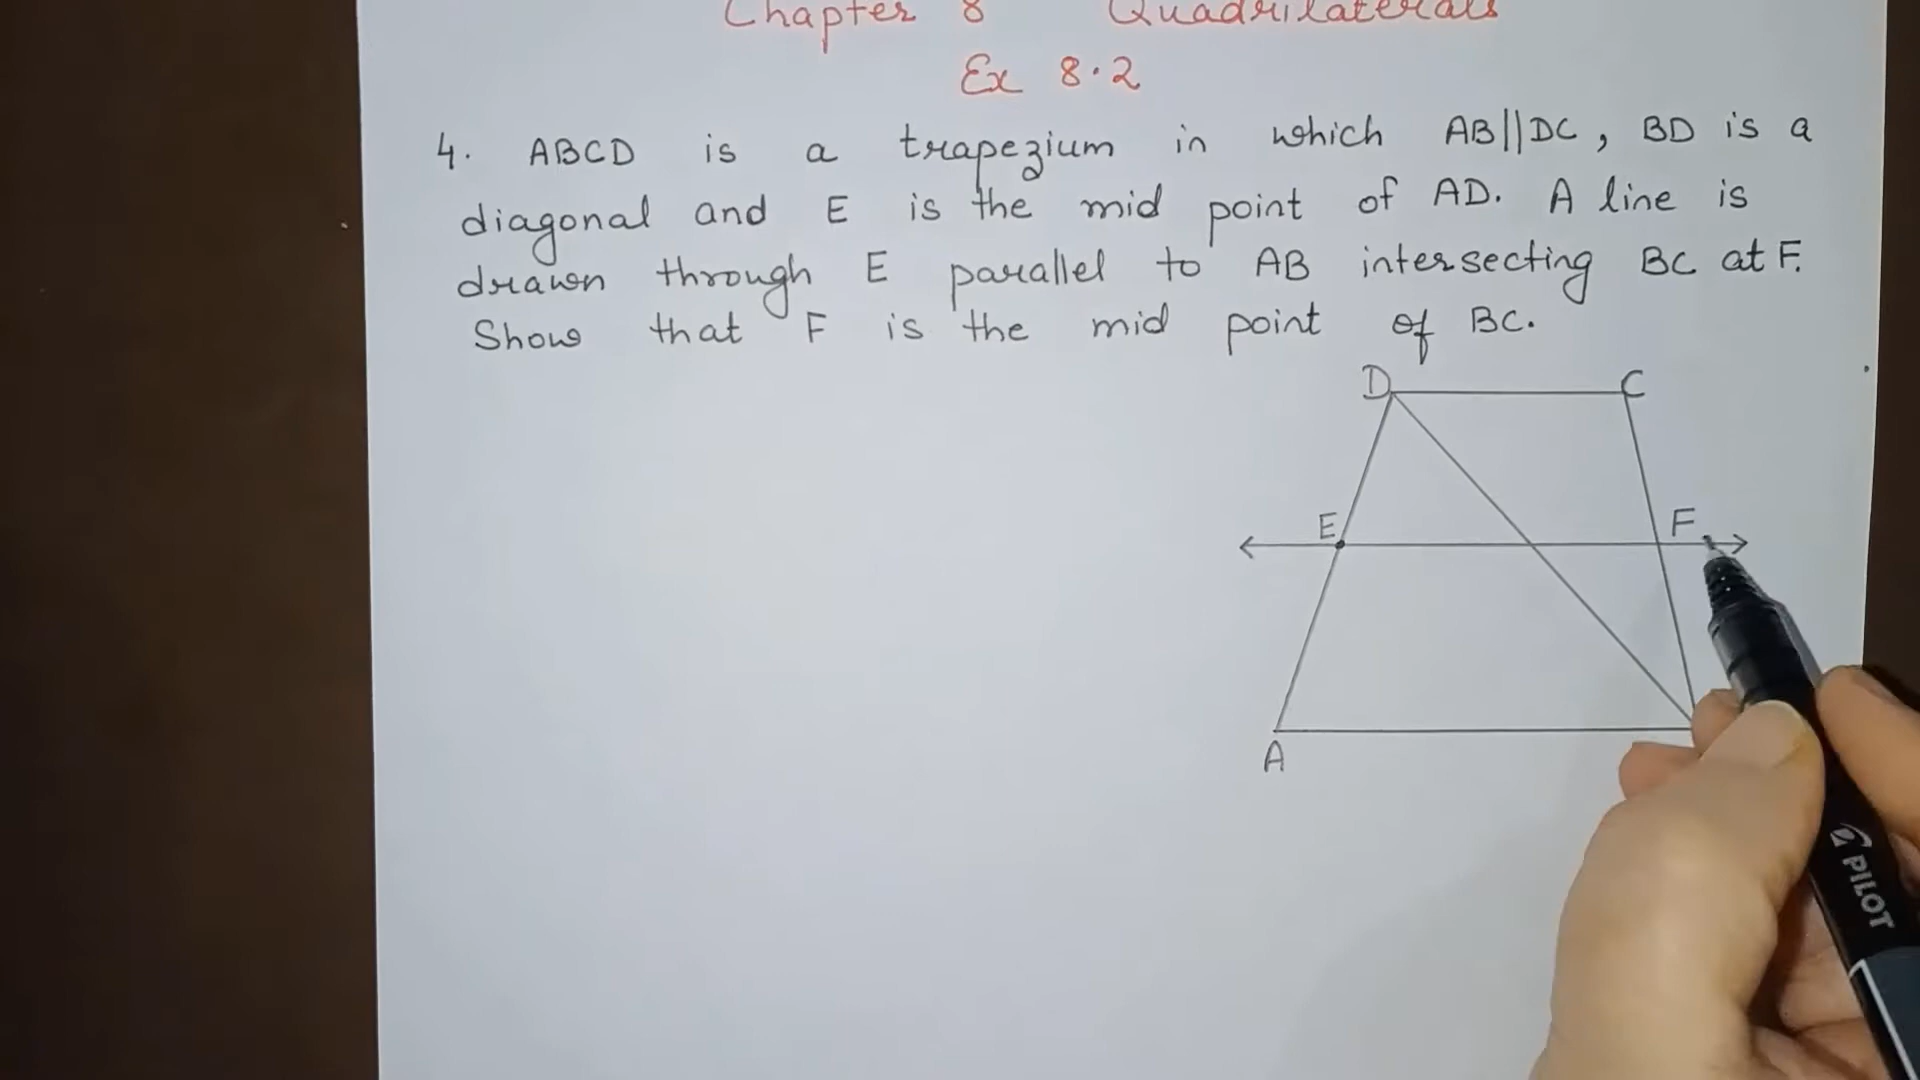 Chapter 8 Quadrilaterals
Ex 8.2
4. ABCD is a trapezium in which AB||DC, BD is a
diagonal and E is the mid point of AD. A line is
drawn through E parallel to AB intersecting BC at F.
Show that F is the mid point of BC.
D C
E F
A
PILOT